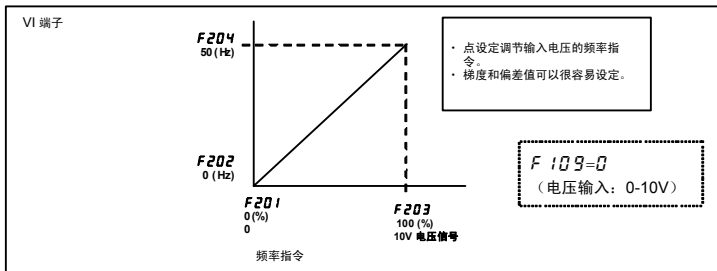 VI 端子
F204
50 (Hz)
· 点设定调节输入电压的频率指
令。
· 梯度和偏差值可以很容易设定。
F202
0 (Hz)
F109=0
（电压输入：0-10V）
F201
0 (%)
0
F203
100 (%)
10V 电压信号
频率指令